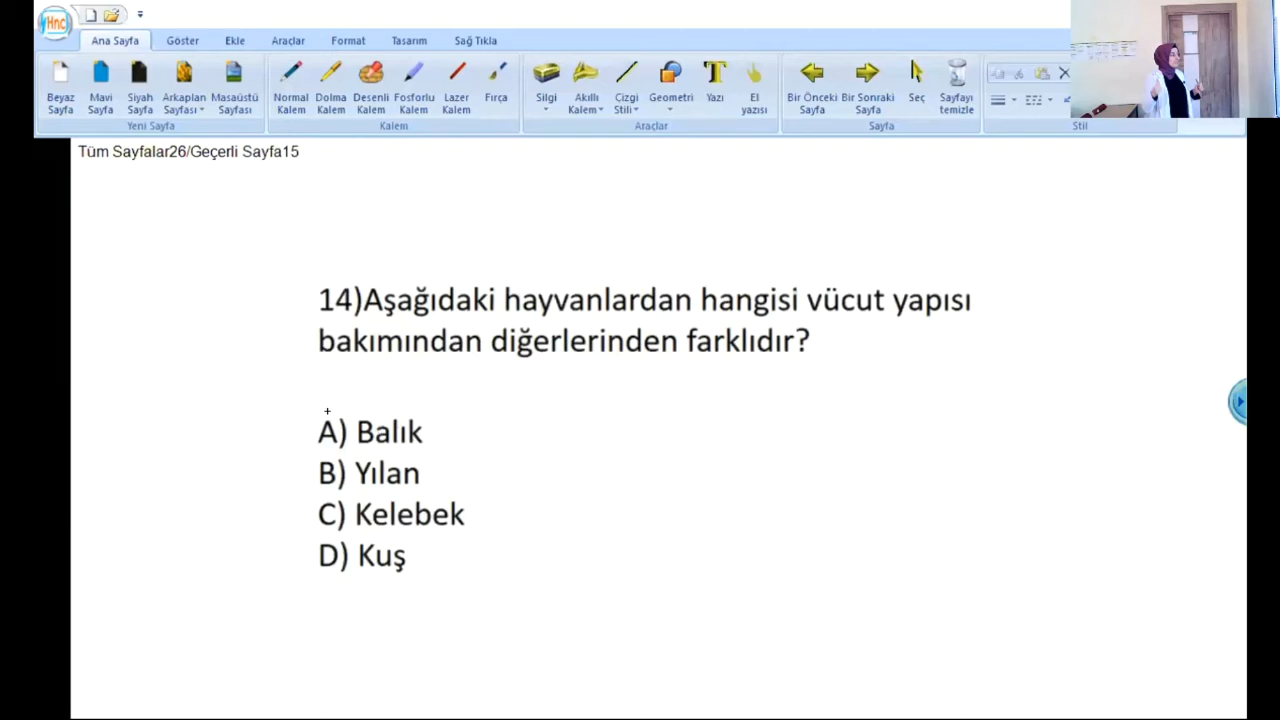 Hnc
Ana Sayfa Göster Ekle Araçlar Format Tasarım Sağ Tıkla
Beyaz Sayfa Mavi Sayfa Siyah Sayfa Arkaplan Sayfası Masaüstü Sayfası Normal Kalem Dolma Kalem Desenli Kalem Fosforlu Kalem Lazer Kalem Fırça Silgi Akıllı Kalem Çizgi Stili Geometri Yazı El yazısı Bir Önceki Sayfa Bir Sonraki Sayfa Seç Sayfayı temizle
Yeni Sayfa Kalem Araçlar Sayfa Stil
Tüm Sayfalar26/Geçerli Sayfa15
14)Aşağıdaki hayvanlardan hangisi vücut yapısı
bakımından diğerlerinden farklıdır?
A) Balık
B) Yılan
C) Kelebek
D) Kuş